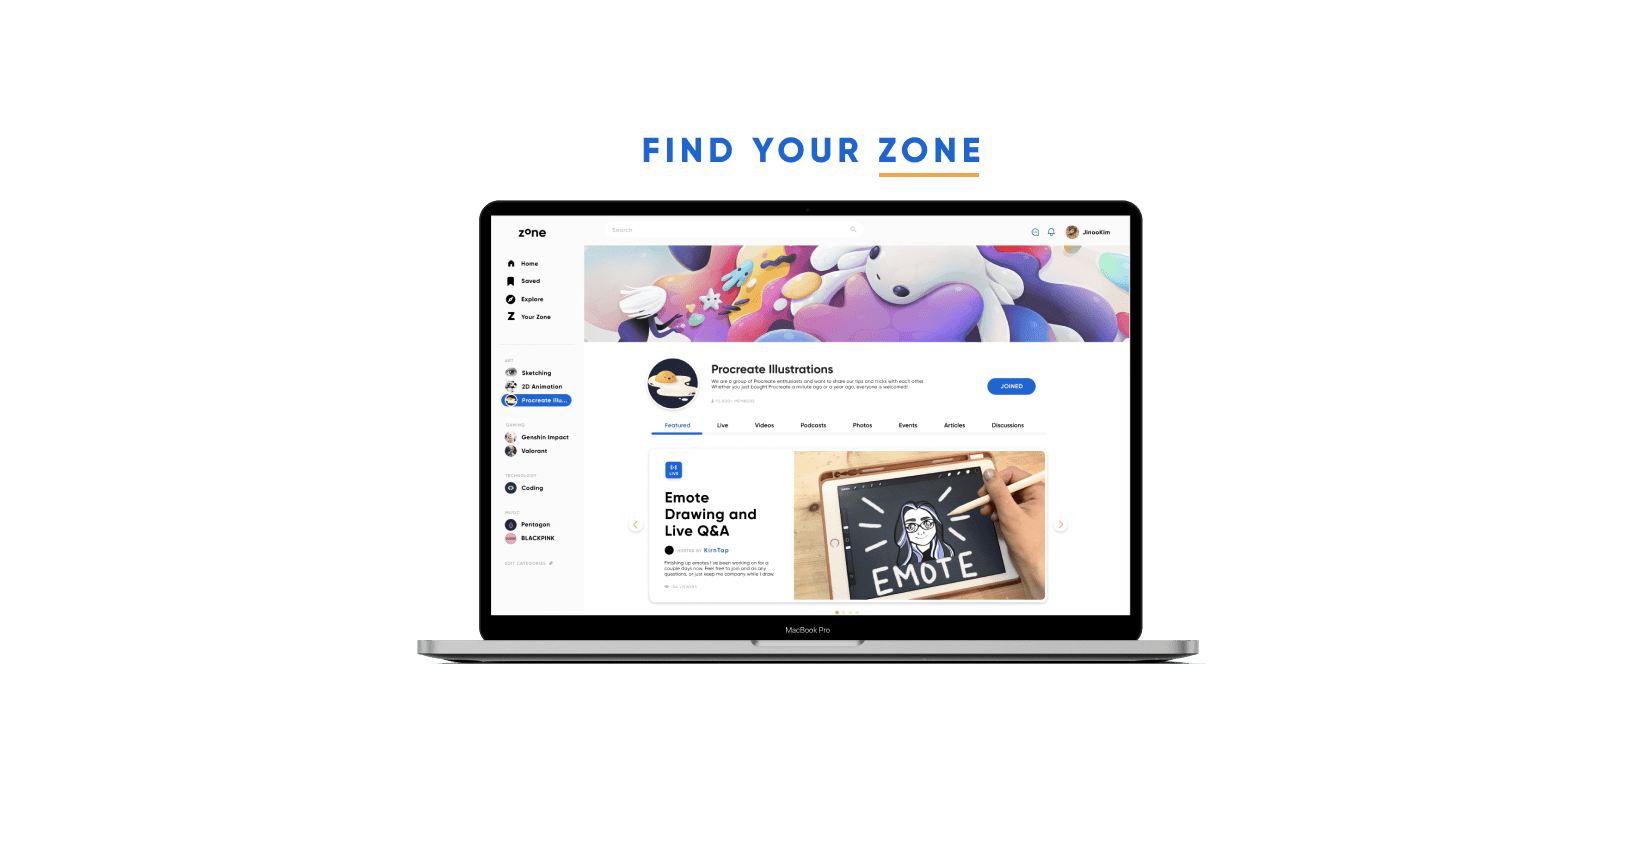 FIND YOUR ZONE
zone
Search
JinooKim
Home
Saved
Explore
Z Your Zone
ART
Sketching
2D Animation
Procreate Illu...
GAMING
Genshin Impact
Valorant
TECHNOLOGY
Coding
MUSIC
Pentagon
BLACKPINK
EDIT CATEGORIES
Procreate Illustrations
We are a group of Procreate enthusiasts and want to share our tips and tricks with each other.
Whether you just bought Procreate a minute ago or a year ago, everyone is welcomed!
MEMBERS
JOINED
Featured Live Videos Podcasts Photos Events Articles Discussions
LIVE
Emote
Drawing and
Live Q&A
HOSTED BY KirnTap
Finishing up emotes I've been working on for a
couple days now. Feel free to join and as any
questions, or just keep me company while I draw
VIEWERS
EMOTE
MacBook Pro